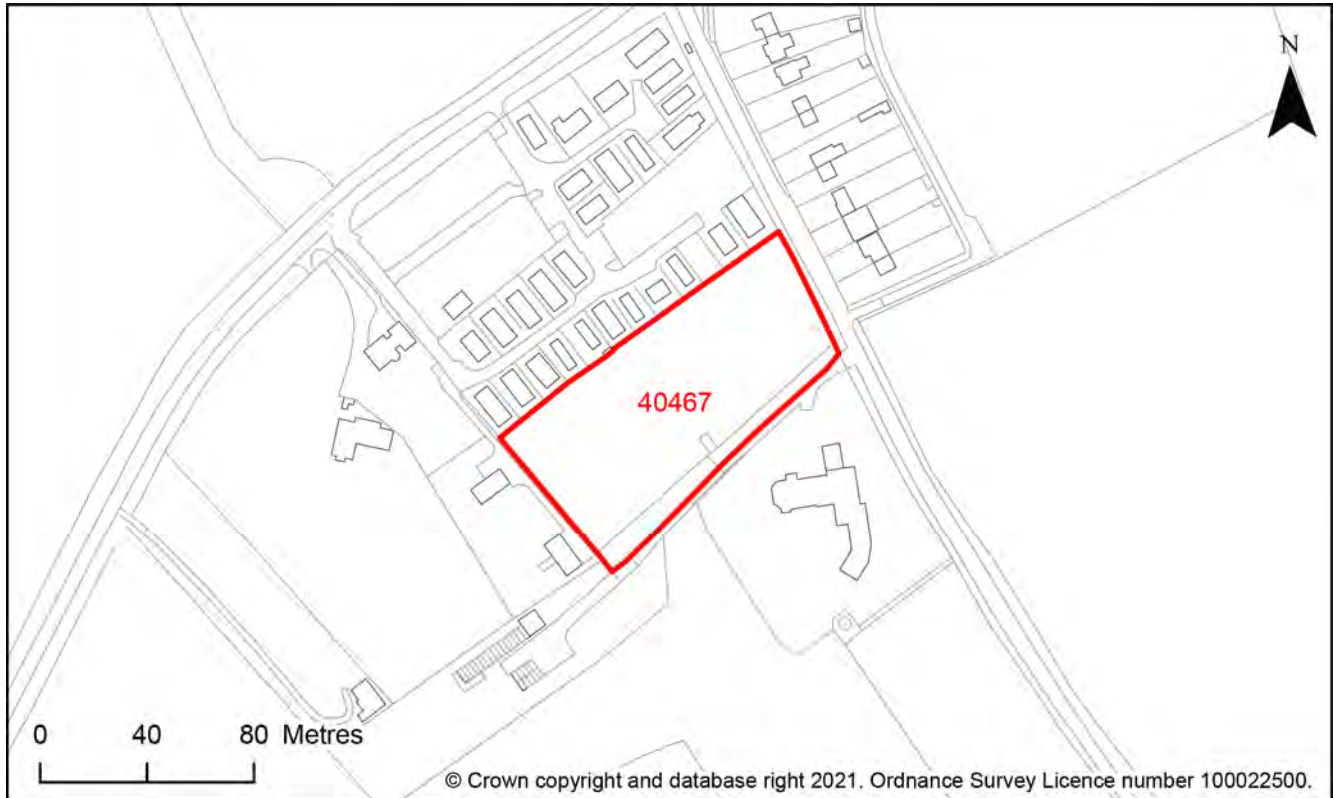 N
40467
0 40 80 Metres
© Crown copyright and database right 2021. Ordnance Survey Licence number 100022500.